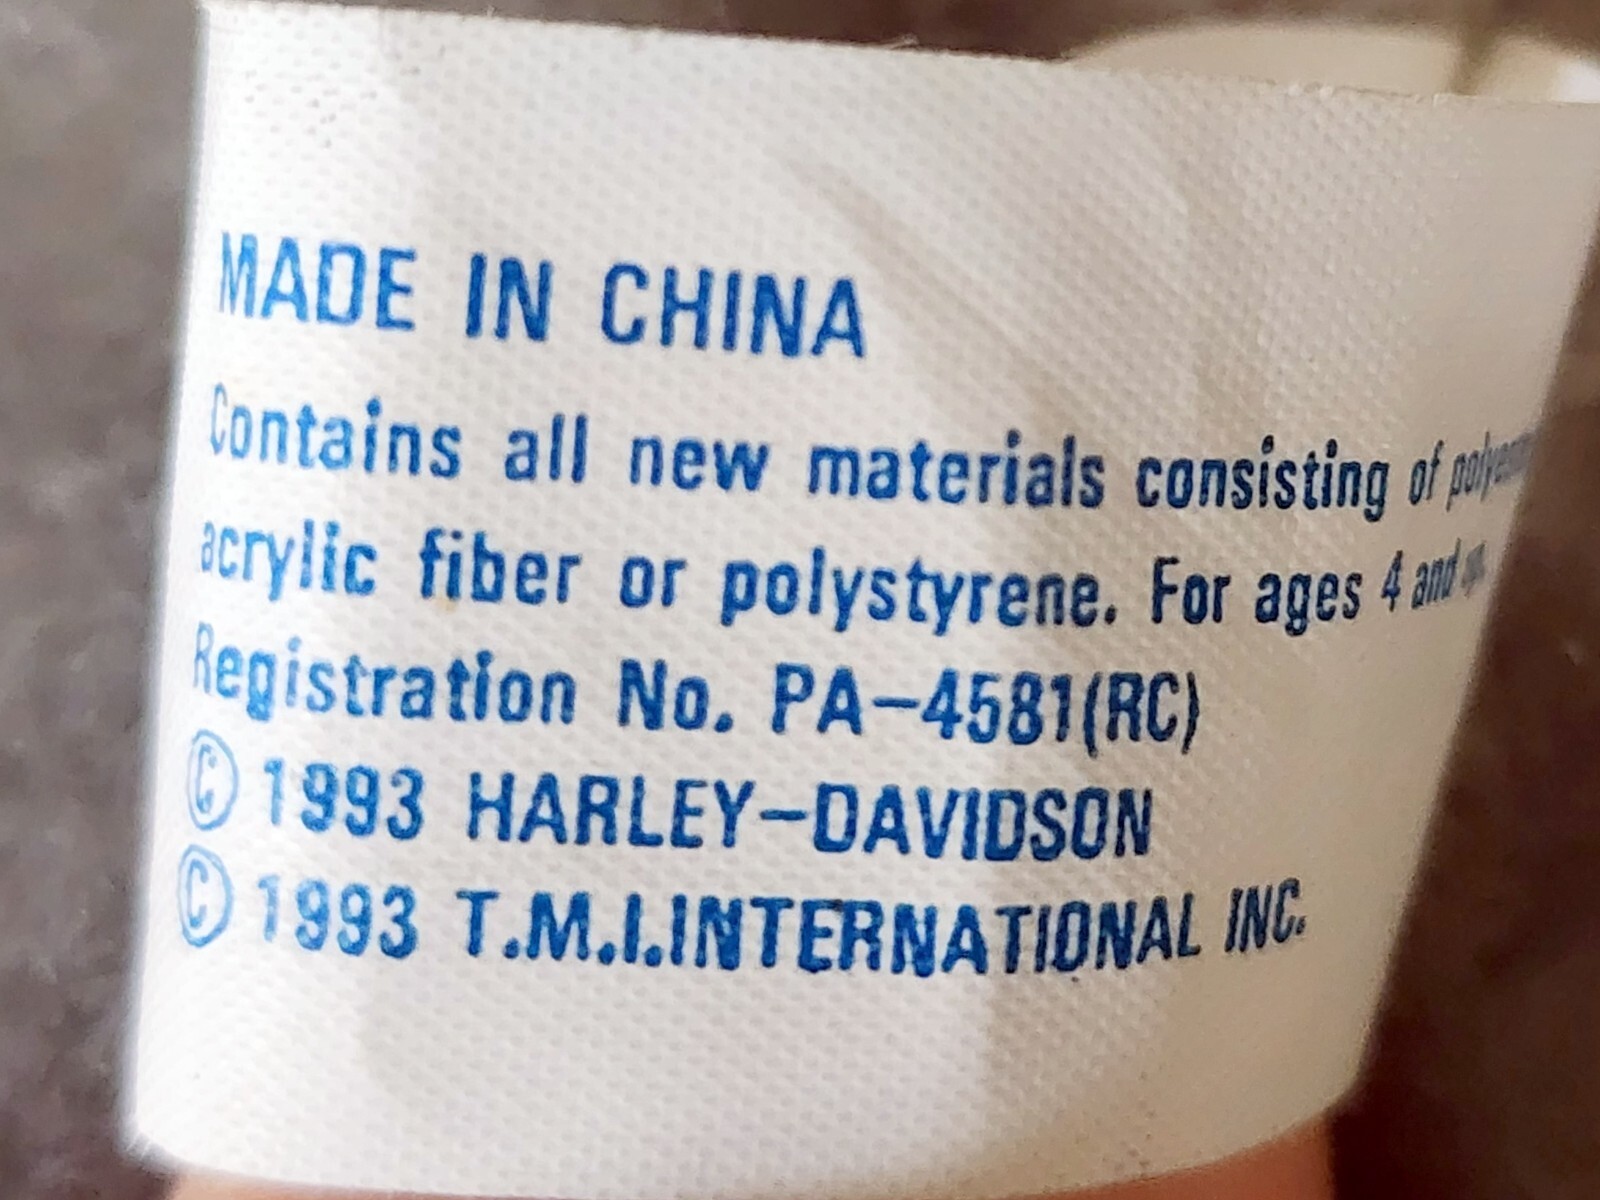 MADE IN CHINA
Contains all new materials consisting of
acrylic fiber or polystyrene. For ages 4 and
Registration No. PA-4581(RC)
© 1993 HARLEY-DAVIDSON
© 1993 T.M.I.INTERNATIONAL INC.